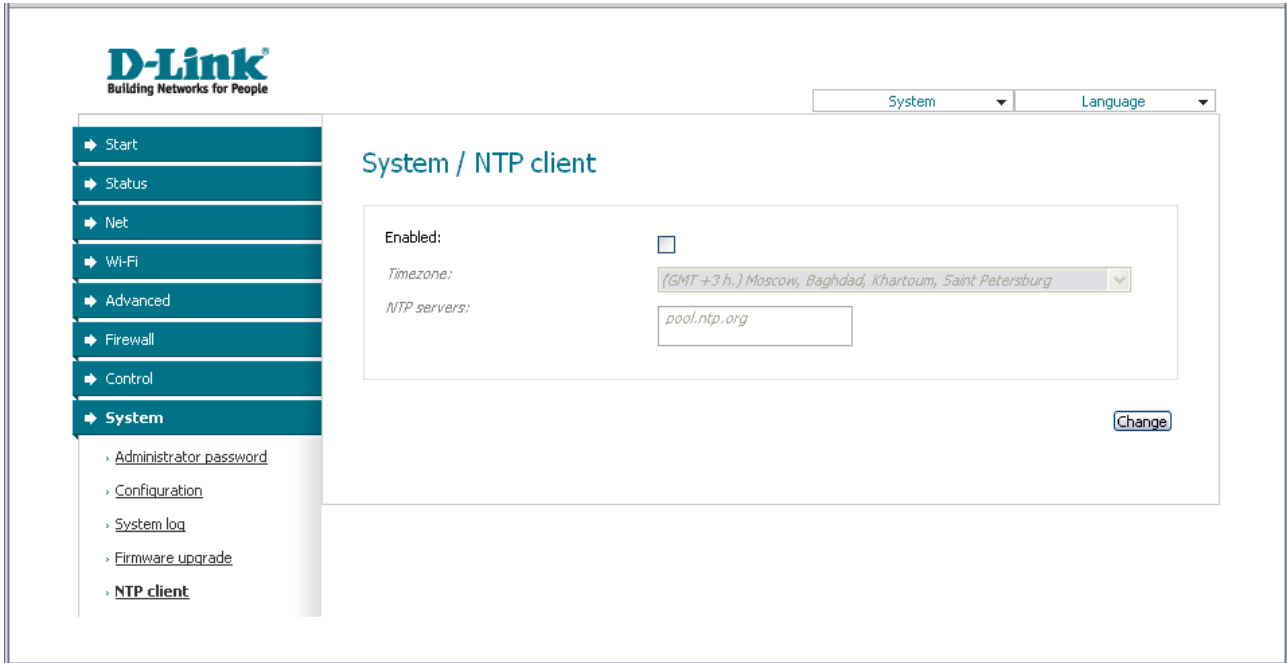 D-Link
Building Networks for People
System
Language
Start
Status
Net
Wi-Fi
Advanced
Firewall
Control
System
Administrator password
Configuration
System log
Firmware upgrade
NTP client
System / NTP client
Enabled:
Timezone:
(GMT +3 h.) Moscow, Baghdad, Khartoum, Saint Petersburg
NTP servers:
pool.ntp.org
Change